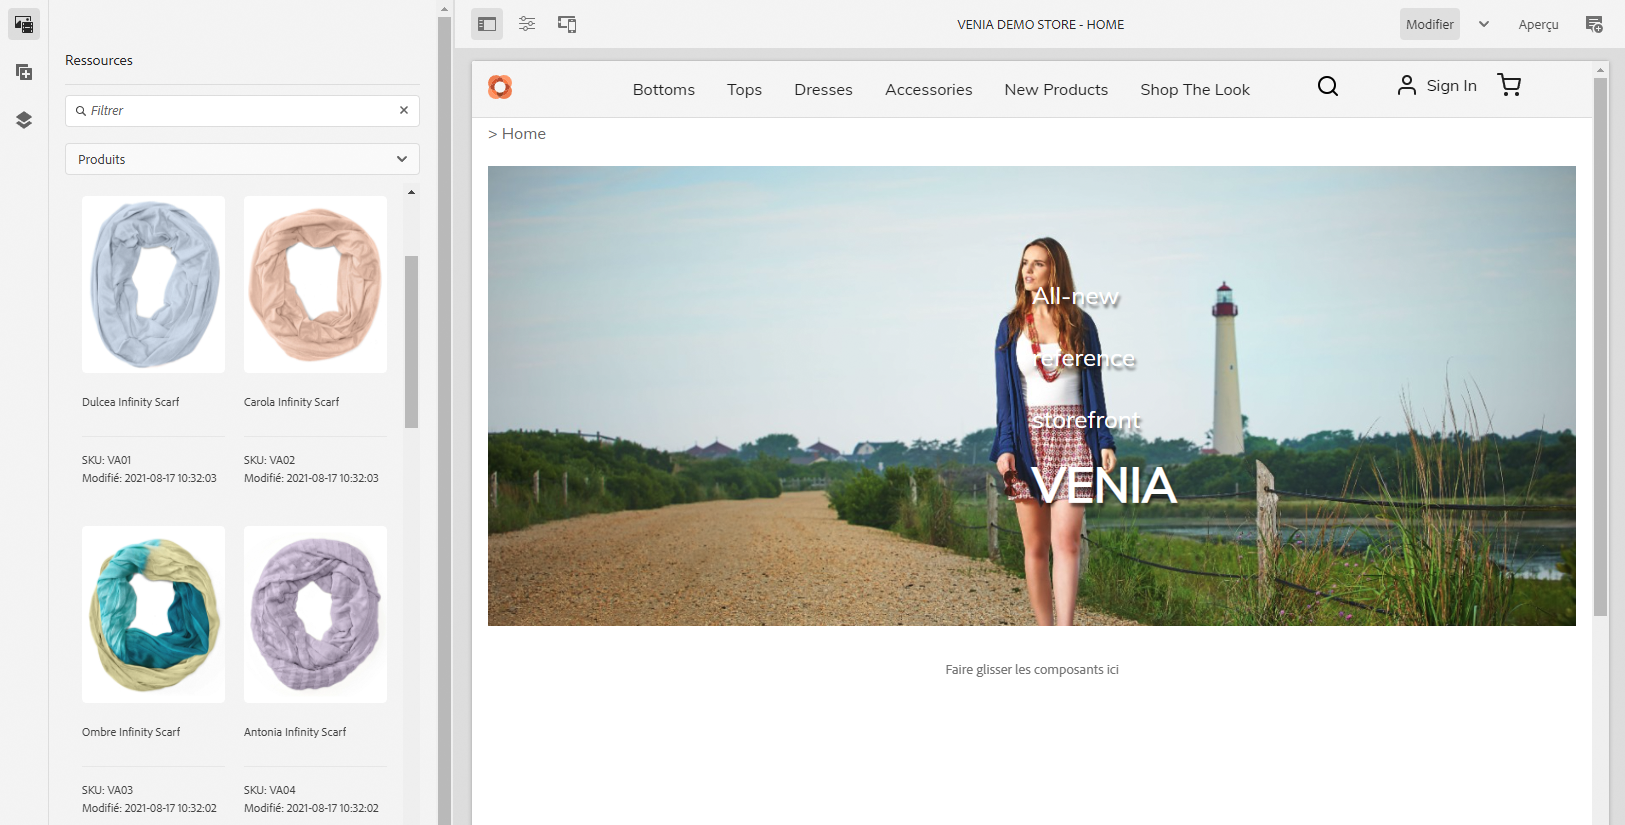 VENIA DEMO STORE - HOME
Modifier
Aperçu
Ressources
Filtrer
Produits
Dulcea Infinity Scarf
Carola Infinity Scarf
SKU: VA01
Modifié: 2021-08-17 10:32:03
SKU: VA02
Modifié: 2021-08-17 10:32:03
Ombre Infinity Scarf
Antonia Infinity Scarf
SKU: VA03
Modifié: 2021-08-17 10:32:02
SKU: VA04
Modifié: 2021-08-17 10:32:02
Bottoms
Tops
Dresses
Accessories
New Products
Shop The Look
Sign In
> Home
All-new
reference
storefront
VENIA
Faire glisser les composants ici